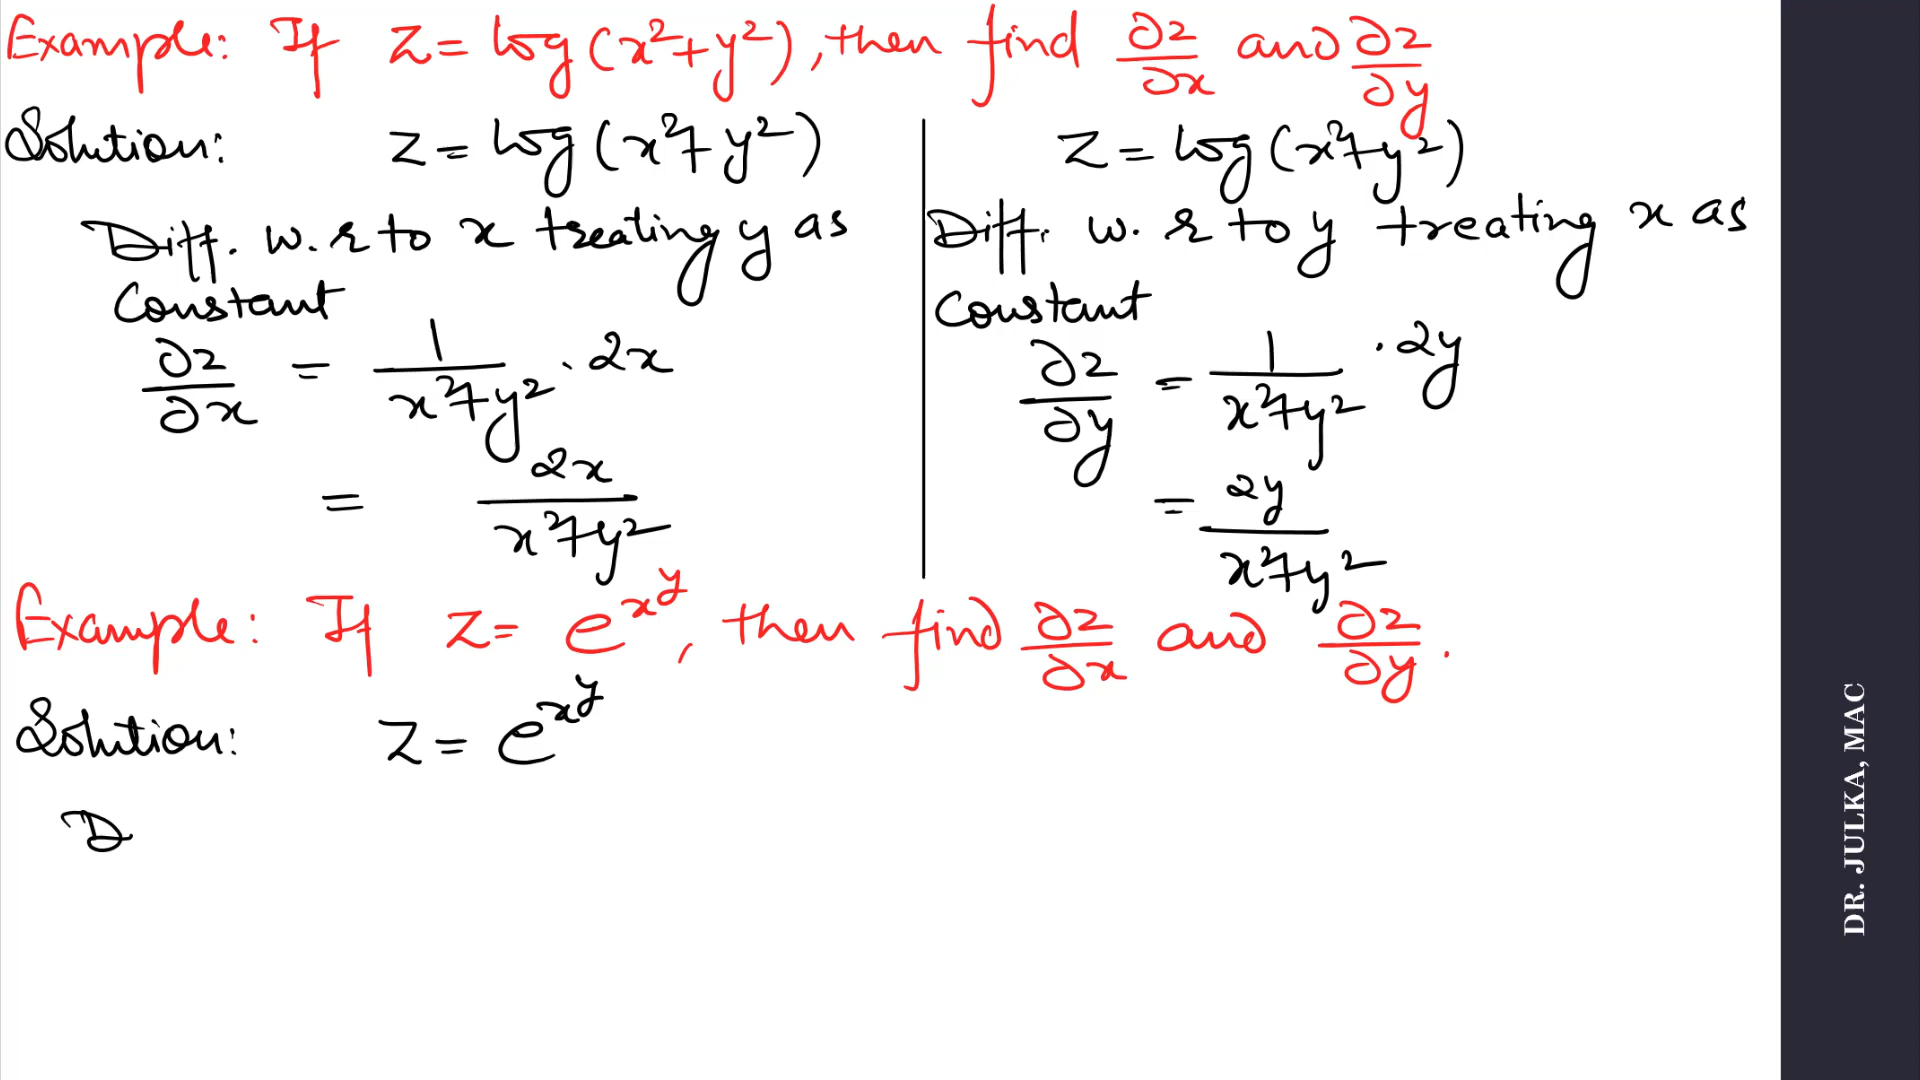 Example: If z = log(x²+y²), then find ∂z/∂x and ∂z/∂y
Solution: z = log(x²+y²)
Diff. w.r to x treating y as
Constant
∂z/∂x = 1/(x²+y²) · 2x
= 2x/(x²+y²)
z = log(x²+y²)
Diff. w.r to y treating x as
Constant
∂z/∂y = 1/(x²+y²) · 2y
= 2y/(x²+y²)
Example: If z = e^(x^y), then find ∂z/∂x and ∂z/∂y.
Solution: z = e^(x^y)
D
DR. JULKA, MAC